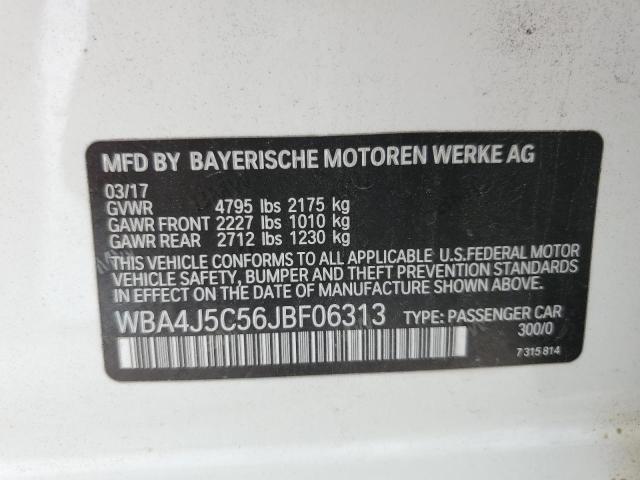 MFD BY BAYERISCHE MOTOREN WERKE AG
03/17
GVWR 4795 lbs 2175 kg
GAWR FRONT 2227 lbs 1010 kg
GAWR REAR 2712 lbs 1230 kg
THIS VEHICLE CONFORMS TO ALL APPLICABLE U.S.FEDERAL MOTOR
VEHICLE SAFETY, BUMPER AND THEFT PREVENTION STANDARDS
IN EFFECT ON THE DATE OF MANUFACTURE SHOWN ABOVE.
WBA4J5C56JBF06313 TYPE: PASSENGER CAR
300/0
7315814